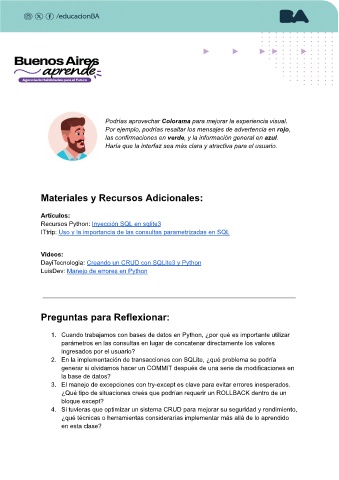 /educacionBA
BA
Buenos Aires
aprende
Agencia de Habilidades para el Futuro
Podrías aprovechar Colorama para mejorar la experiencia visual.
Por ejemplo, podrías resaltar los mensajes de advertencia en rojo,
las confirmaciones en verde, y la información general en azul.
Haría que la interfaz sea más clara y atractiva para el usuario.
Materiales y Recursos Adicionales:
Artículos:
Recursos Python: Inyección SQL en sqlite3
ITtrip: Uso y la importancia de las consultas parametrizadas en SQL
Videos:
DayiTecnologia: Creando un CRUD con SQLite3 y Python
LuisDev: Manejo de errores en Python
Preguntas para Reflexionar:
1. Cuando trabajamos con bases de datos en Python, ¿por qué es importante utilizar
parámetros en las consultas en lugar de concatenar directamente los valores
ingresados por el usuario?
2. En la implementación de transacciones con SQLite, ¿qué problema se podría
generar si olvidamos hacer un COMMIT después de una serie de modificaciones en
la base de datos?
3. El manejo de excepciones con try-except es clave para evitar errores inesperados.
¿Qué tipo de situaciones creés que podrían requerir un ROLLBACK dentro de un
bloque except?
4. Si tuvieras que optimizar un sistema CRUD para mejorar su seguridad y rendimiento,
¿qué técnicas o herramientas considerarías implementar más allá de lo aprendido
en esta clase?